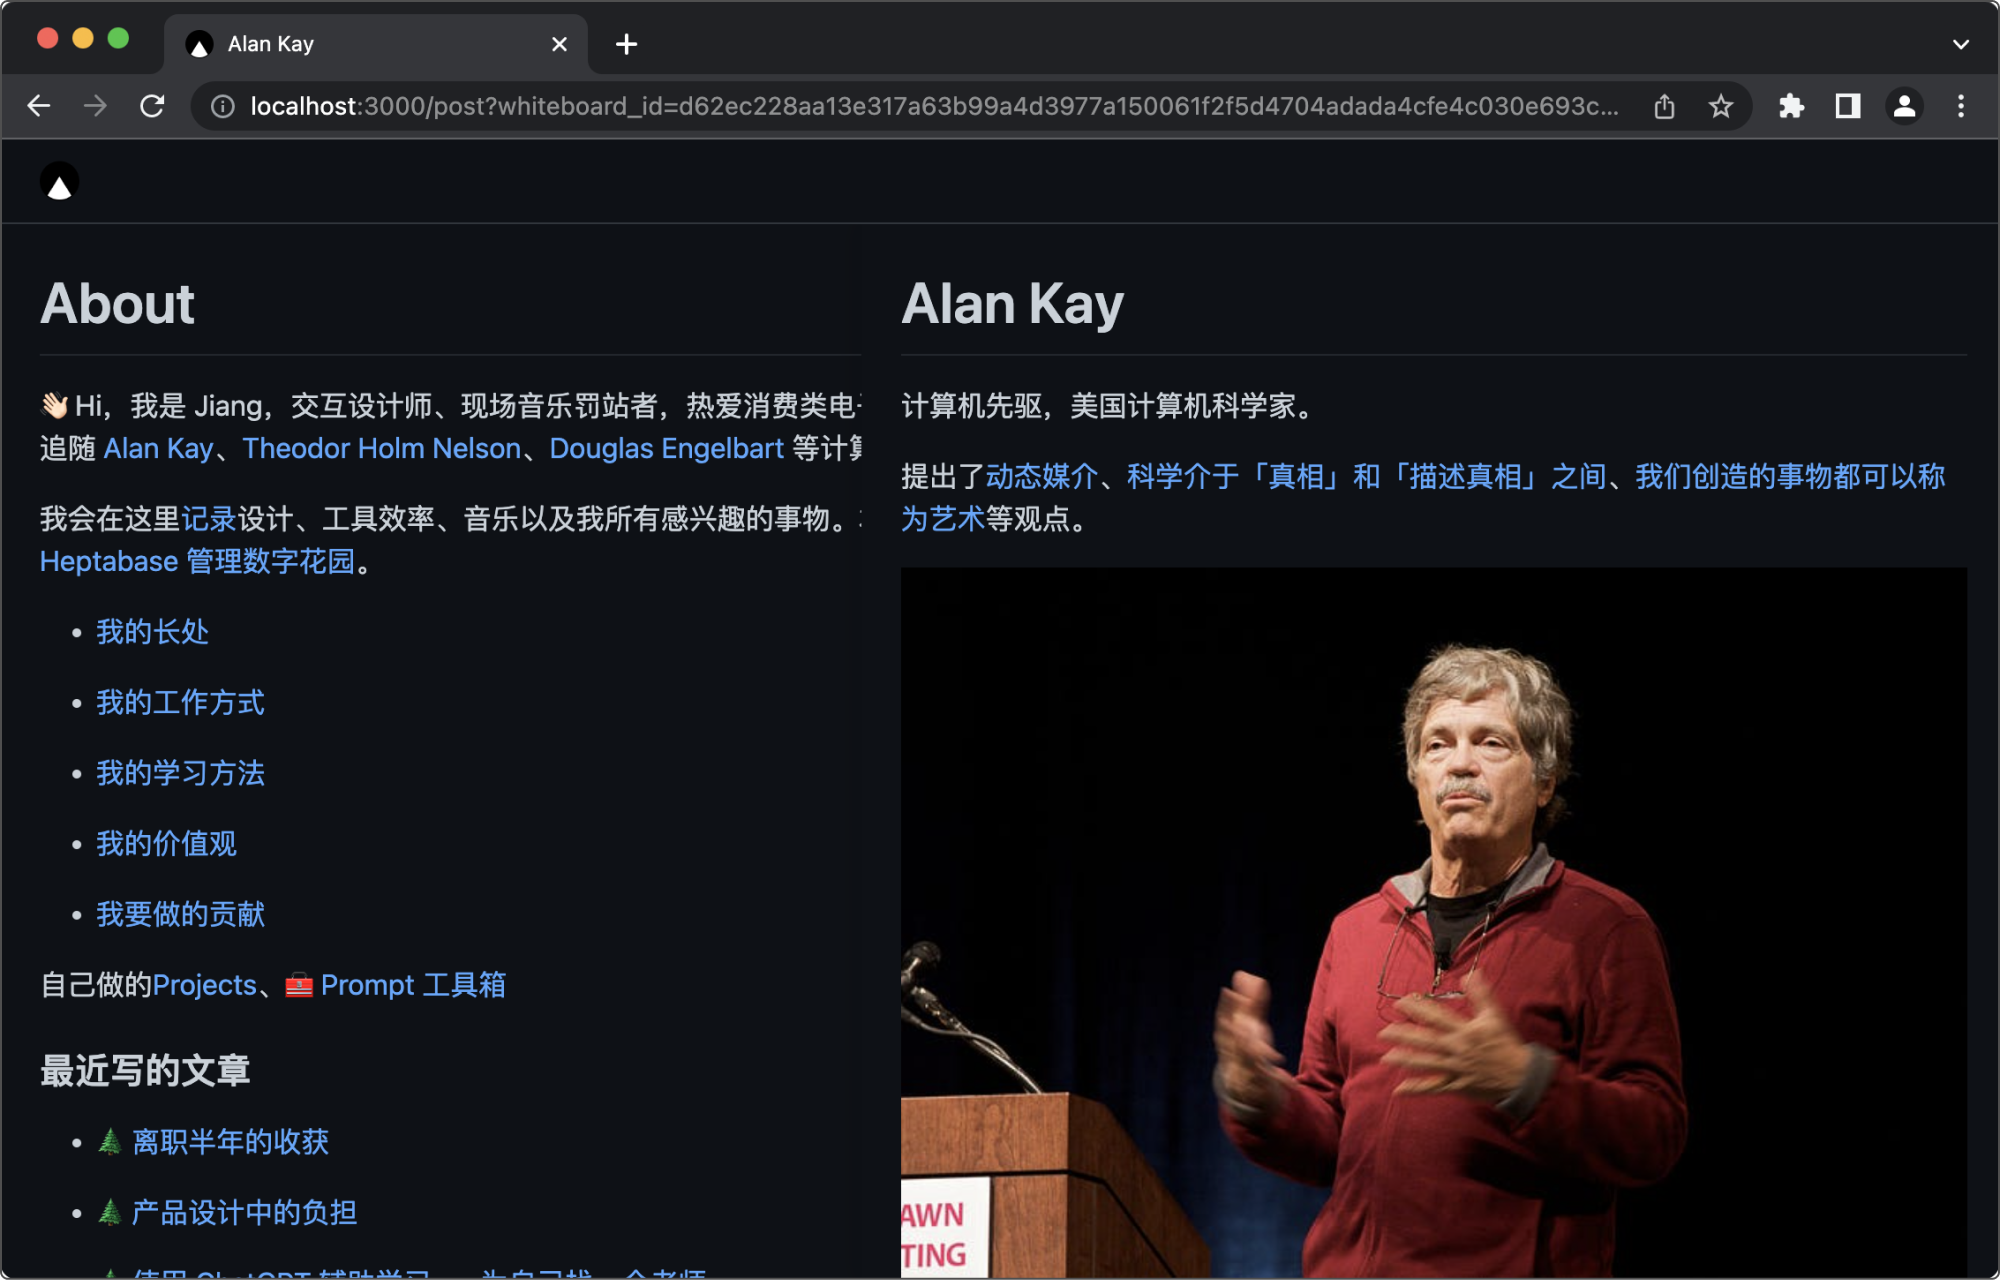 Alan Kay
localhost:3000/post?whiteboard_id=d62ec228aa13e317a63b99a4d3977a150061f2f5d4704adada4cfe4c030e693c...
About
👋🏻 Hi，我是 Jiang，交互设计师、现场音乐罚站者，热爱消费类电
追随 Alan Kay、Theodor Holm Nelson、Douglas Engelbart 等计算
我会在这里记录设计、工具效率、音乐以及我所有感兴趣的事物。
Heptabase 管理数字花园。
• 我的长处
• 我的工作方式
• 我的学习方法
• 我的价值观
• 我要做的贡献
自己做的Projects、🧰 Prompt 工具箱
最近写的文章
• 🌲 离职半年的收获
• 🌲 产品设计中的负担
🌲 使用 ChatGPT 辅助学习
Alan Kay
计算机先驱，美国计算机科学家。
提出了动态媒介、科学介于「真相」和「描述真相」之间、我们创造的事物都可以称
为艺术等观点。
AWN
TING